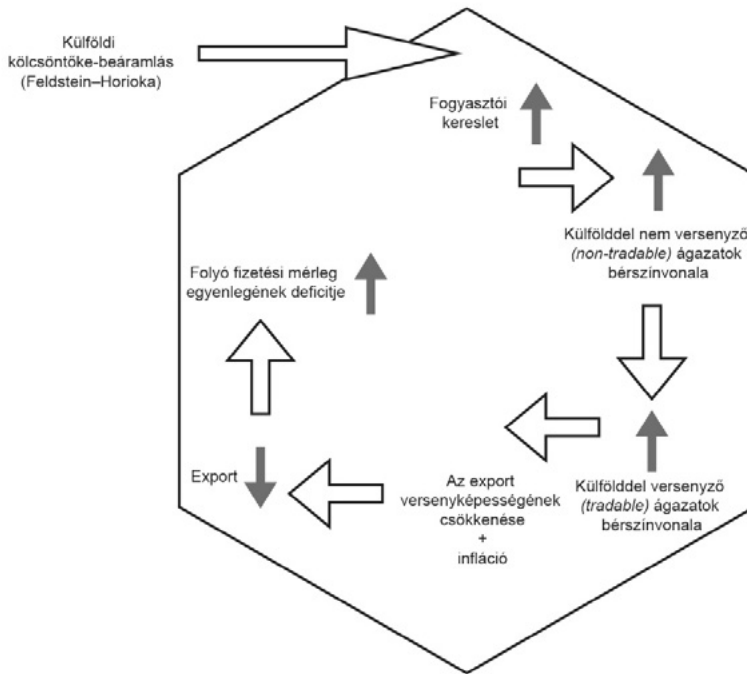 Külföldi
kölcsöntőke-beáramlás
(Feldstein–Horioka)
Fogyasztói
kereslet
Külfölddel nem versenyző
(non-tradable) ágazatok
bérszínvonala
Folyó fizetési mérleg
egyenlegének deficitje
Export
Az export
versenyképességének
csökkenése
+
infláció
Külfölddel versenyző
(tradable) ágazatok
bérszínvonala